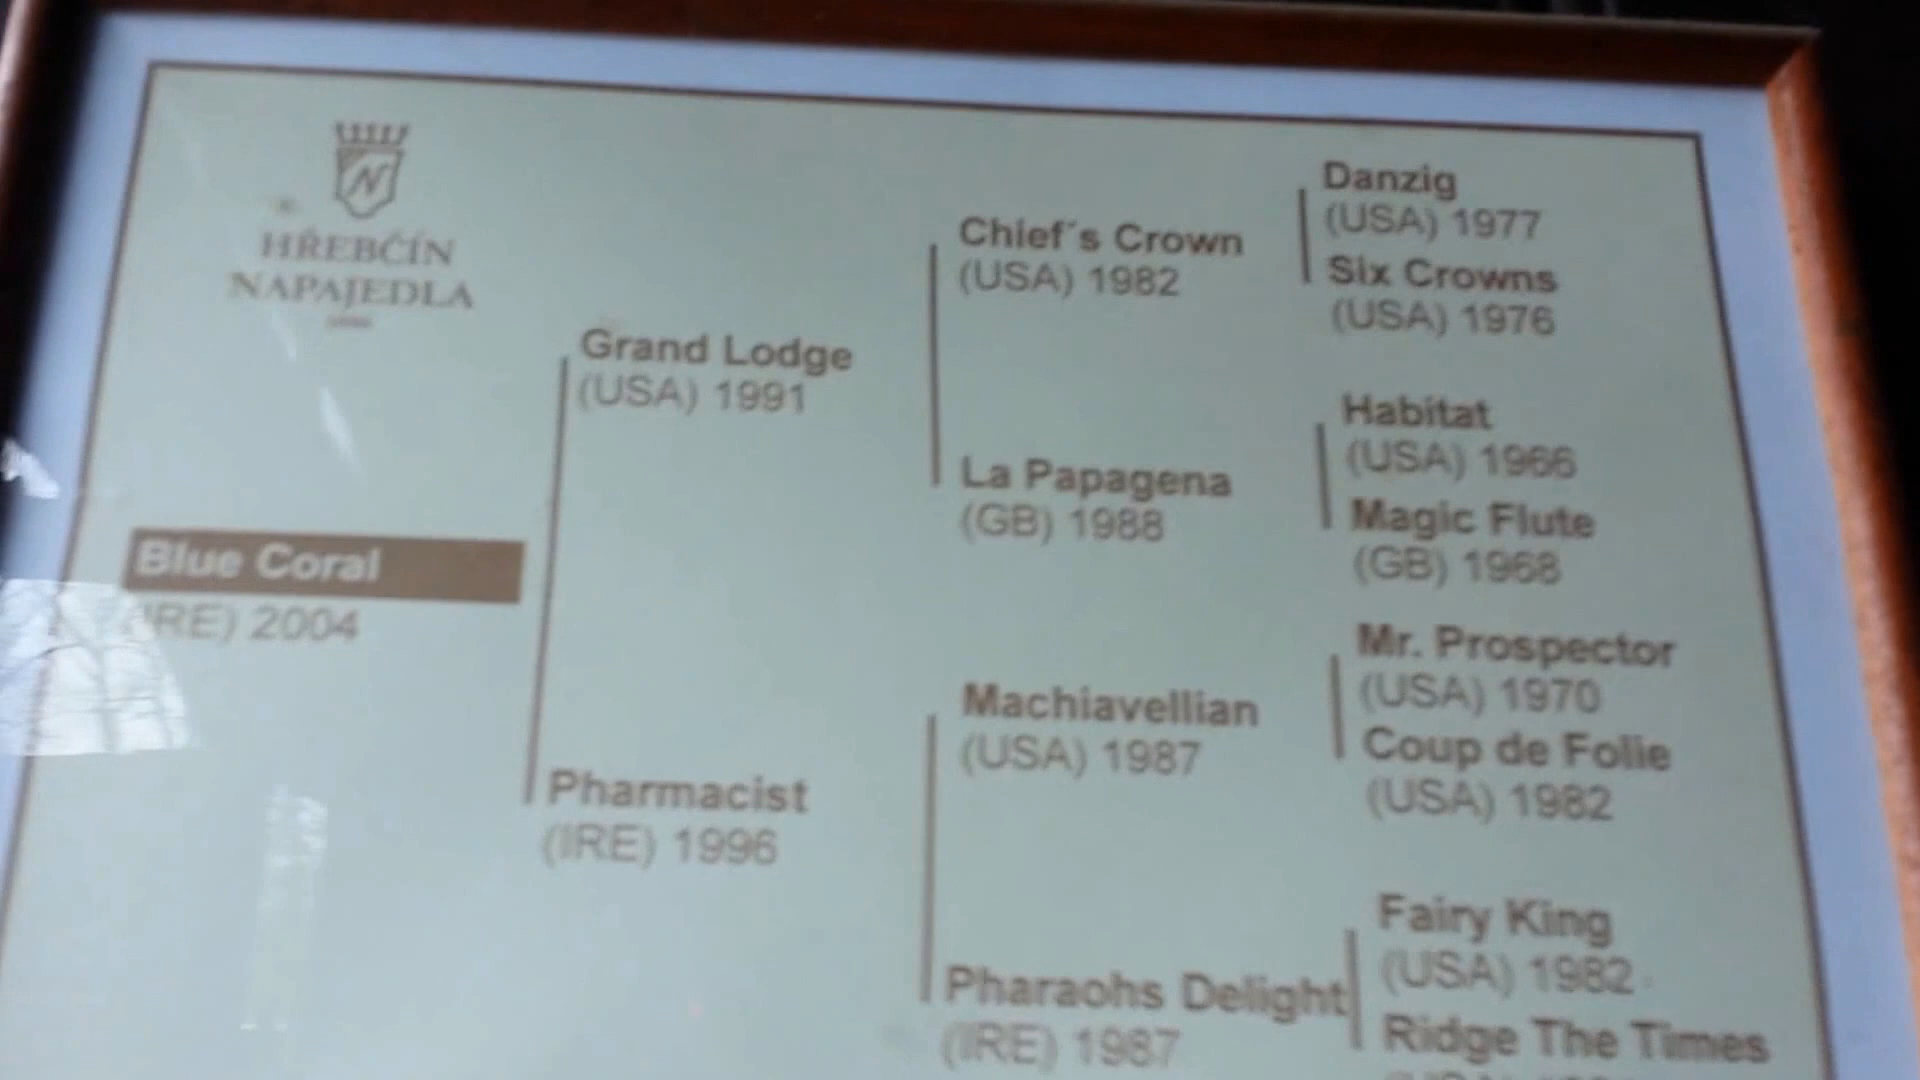 HŘEBČÍN
NAPAJEDLA
Blue Coral
(IRE) 2004
Grand Lodge
(USA) 1991
Pharmacist
(IRE) 1996
Chief´s Crown
(USA) 1982
La Papagena
(GB) 1988
Machiavellian
(USA) 1987
Pharaohs Delight
(IRE) 1987
Danzig
(USA) 1977
Six Crowns
(USA) 1976
Habitat
(USA) 1966
Magic Flute
(GB) 1968
Mr. Prospector
(USA) 1970
Coup de Folie
(USA) 1982
Fairy King
(USA) 1982
Ridge The Times